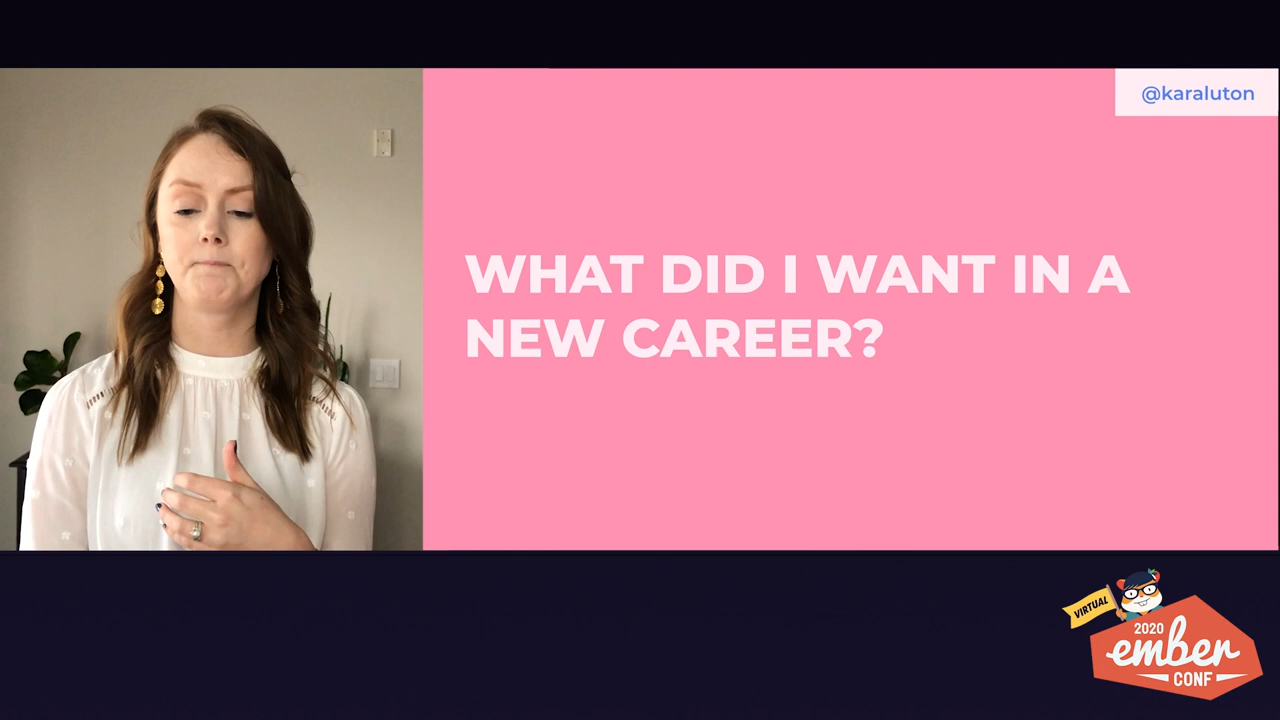 @karaluton
WHAT DID I WANT IN A
NEW CAREER?
VIRTUAL
2020
ember
CONF